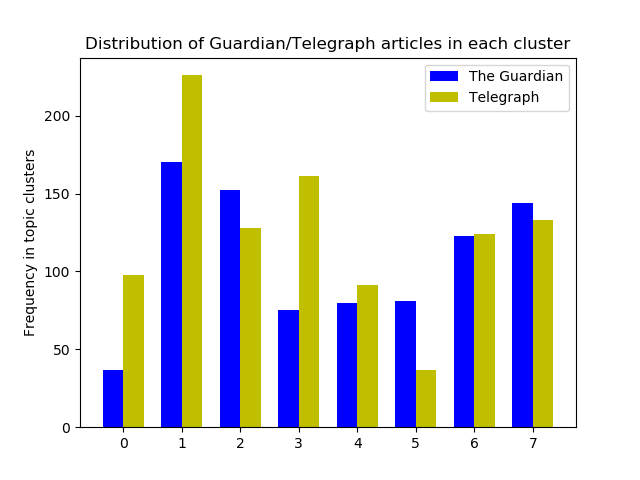 Distribution of Guardian/Telegraph articles in each cluster
The Guardian
Telegraph
Frequency in topic clusters
200
150
100
50
0
0 1 2 3 4 5 6 7